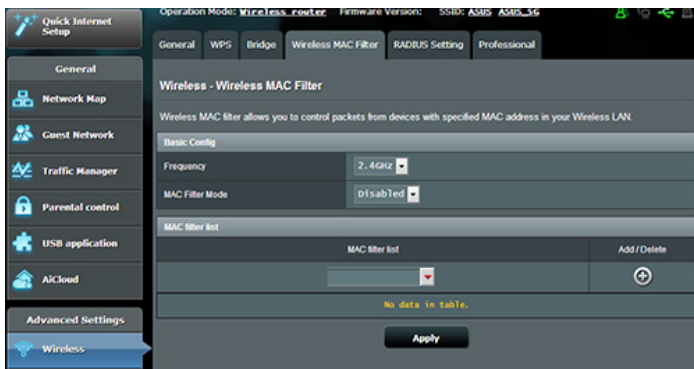 Quick Internet
Setup
Operation Mode: Wireless router Firmware Version: SSID: ASUS ASUS_5G
General WPS Bridge Wireless MAC Filter RADIUS Setting Professional
General
Network Map
Guest Network
Traffic Manager
Parental control
USB application
AiCloud
Advanced Settings
Wireless
Wireless - Wireless MAC Filter
Wireless MAC filter allows you to control packets from devices with specified MAC address in your Wireless LAN.
Basic Config
Frequency 2.4GHz
MAC Filter Mode Disabled
MAC filter list
MAC filter list Add / Delete
No data in table.
Apply